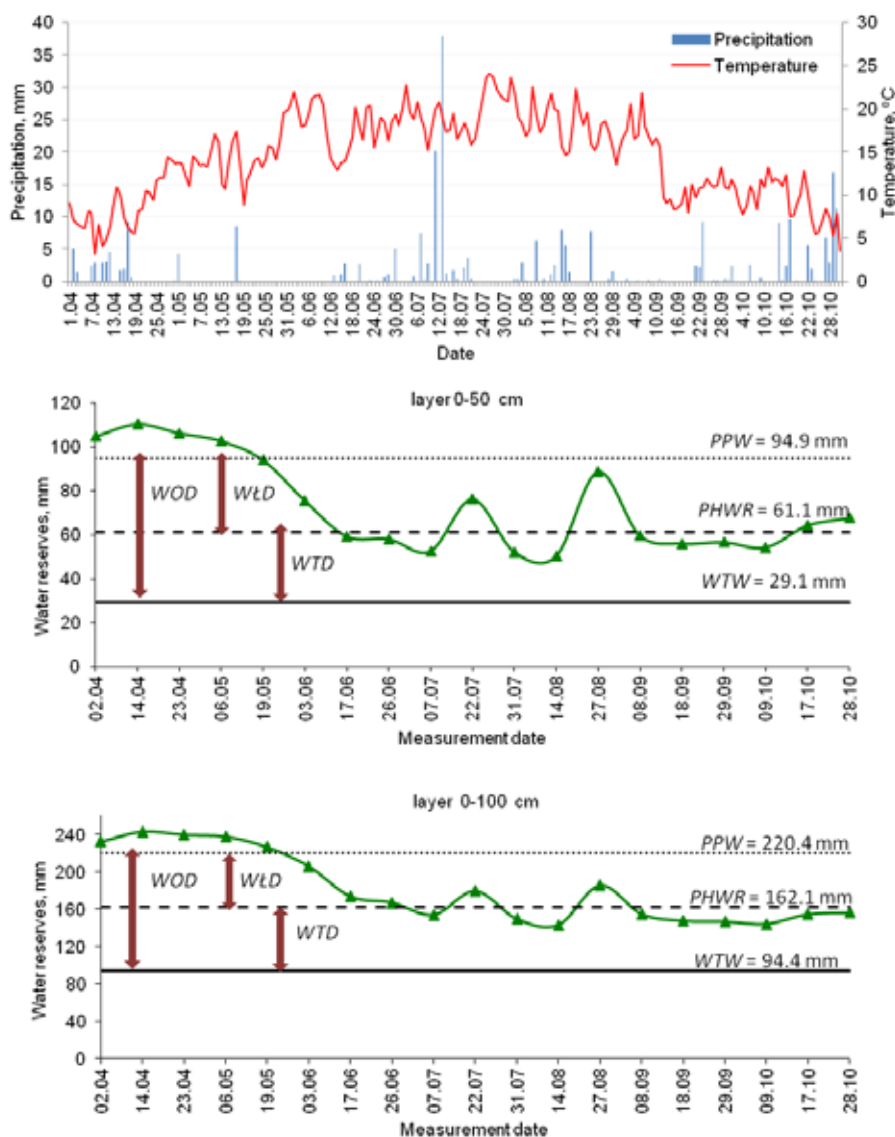 40
35
30
25
20
15
10
5
0
Precipitation, mm
Precipitation
Temperature
30
25
20
15
10
5
0
Temperature, °C
1.04 7.04 13.04 19.04 25.04 1.05 7.05 13.05 19.05 25.05 31.05 6.06 12.06 18.06 24.06 30.06 6.07 12.07 18.07 24.07 30.07 5.08 11.08 17.08 23.08 29.08 4.09 10.09 16.09 22.09 28.09 4.10 10.10 16.10 22.10 28.10
Date
layer 0-50 cm
120
100
80
60
40
20
0
Water reserves, mm
PPW = 94.9 mm
WOD WŁD
PHWR = 61.1 mm
WTD
WTW = 29.1 mm
02.04 14.04 23.04 06.05 19.05 03.06 17.06 26.06 07.07 22.07 31.07 14.08 27.08 08.09 18.09 29.09 09.10 17.10 28.10
Measurement date
layer 0-100 cm
240
200
160
120
80
40
0
Water reserves, mm
PPW = 220.4 mm
WOD WŁD
PHWR = 162.1 mm
WTD
WTW = 94.4 mm
02.04 14.04 23.04 06.05 19.05 03.06 17.06 26.06 07.07 22.07 31.07 14.08 27.08 08.09 18.09 29.09 09.10 17.10 28.10
Measurement date